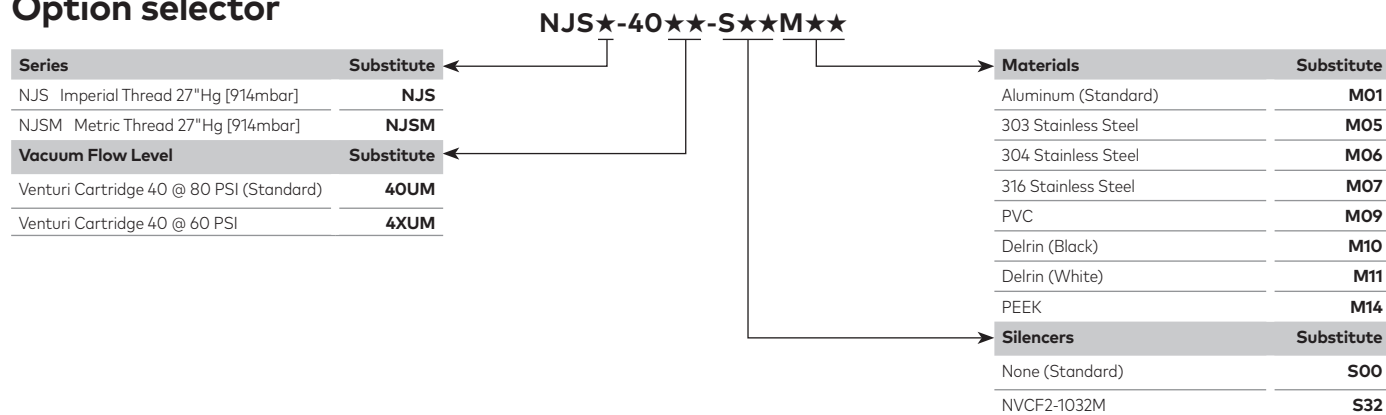 Option selector
NJS★-40★★-S★★M★★
Series Substitute
NJS Imperial Thread 27"Hg [914mbar] NJS
NJSM Metric Thread 27"Hg [914mbar] NJSM
Vacuum Flow Level Substitute
Venturi Cartridge 40 @ 80 PSI (Standard) 40UM
Venturi Cartridge 40 @ 60 PSI 4XUM
Materials Substitute
Aluminum (Standard) M01
303 Stainless Steel M05
304 Stainless Steel M06
316 Stainless Steel M07
PVC M09
Delrin (Black) M10
Delrin (White) M11
PEEK M14
Silencers Substitute
None (Standard) S00
NVCF2-1032M S32